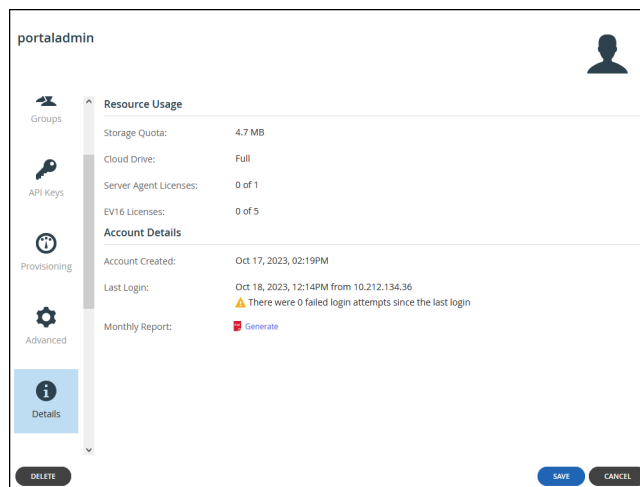 portaladmin
Groups
API Keys
Provisioning
Advanced
Details
Resource Usage
Storage Quota: 4.7 MB
Cloud Drive: Full
Server Agent Licenses: 0 of 1
EV16 Licenses: 0 of 5
Account Details
Account Created: Oct 17, 2023, 02:19PM
Last Login: Oct 18, 2023, 12:14PM from 10.212.134.36
There were 0 failed login attempts since the last login
Monthly Report: Generate
DELETE
SAVE
CANCEL